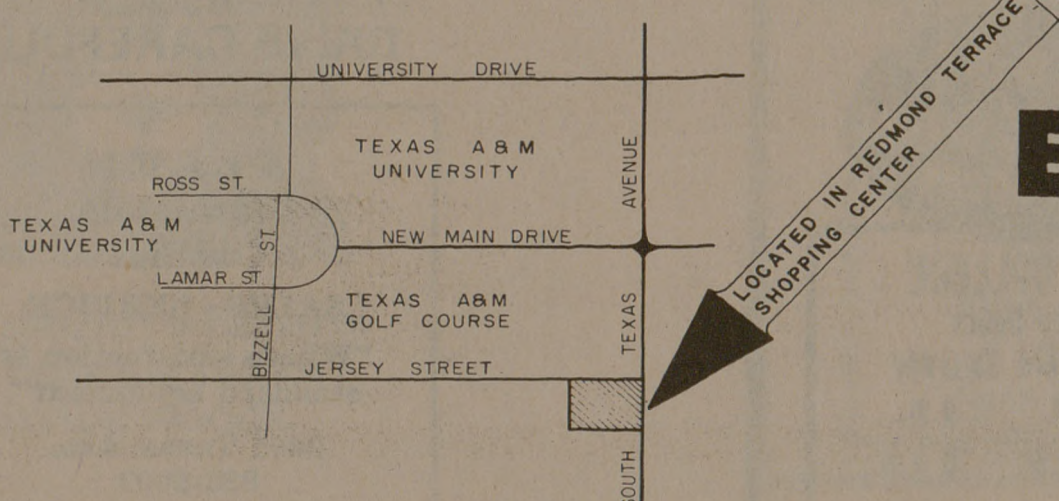 UNIVERSITY DRIVE
TEXAS A & M
UNIVERSITY
AVENUE
ROSS ST.
TEXAS A & M
UNIVERSITY
BIZZELL ST
NEW MAIN DRIVE
LAMAR ST
TEXAS A&M
GOLF COURSE
TEXAS
JERSEY STREET
SOUTH
LOCATED IN REDMOND TERRACE
SHOPPING CENTER